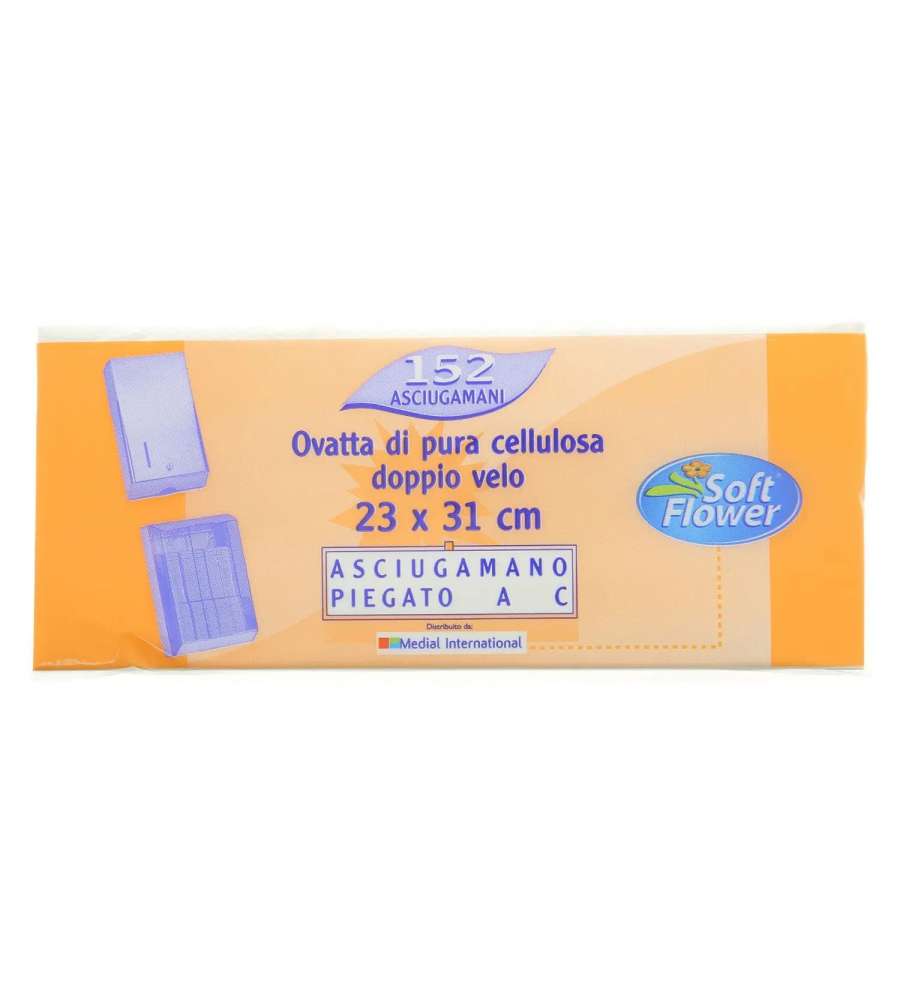 152
ASCIUGAMANI
Ovatta di pura cellulosa
doppio velo
23 x 31 cm
ASCIUGAMANO
PIEGATO A C
Distribuito da:
Medial International
Soft
Flower